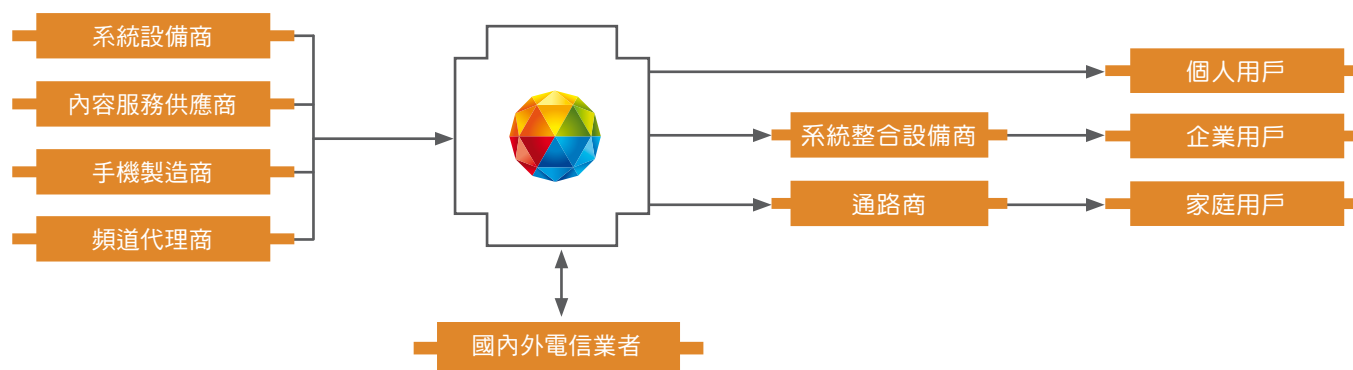 系統設備商
內容服務供應商
手機製造商
頻道代理商
國內外電信業者
系統整合設備商
通路商
個人用戶
企業用戶
家庭用戶